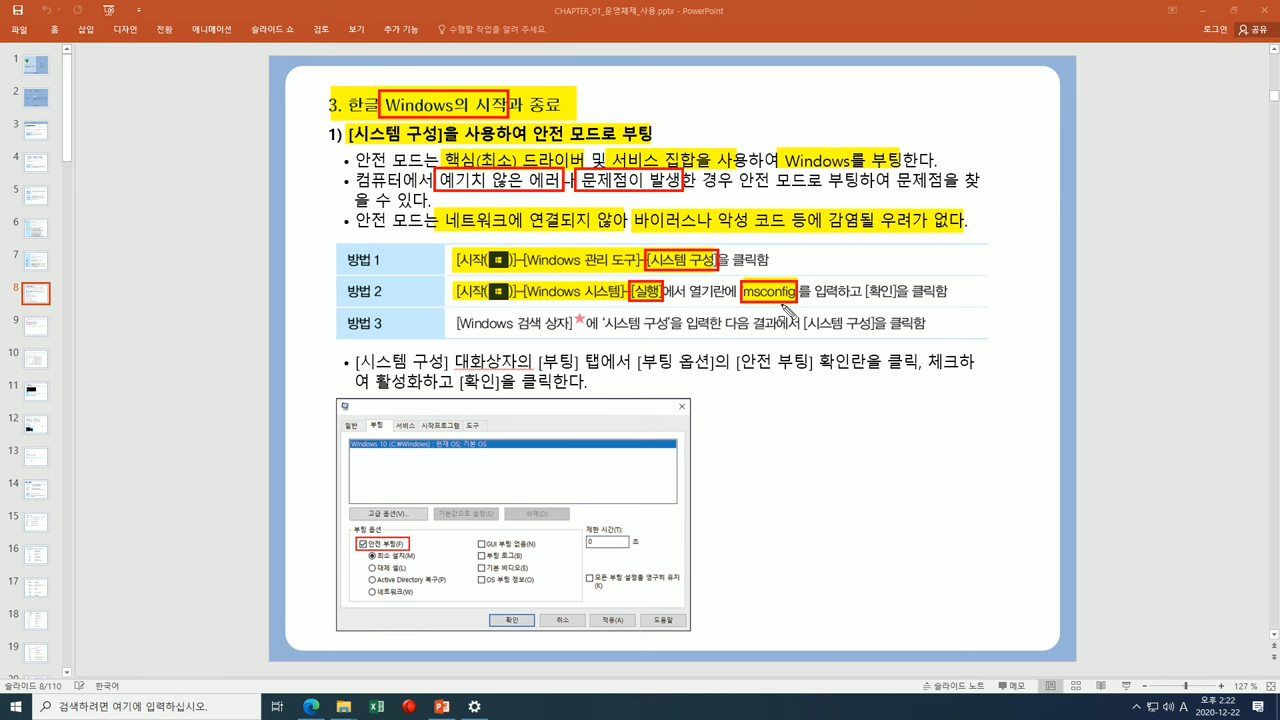 CHAPTER_01_운영체제_사용.pptx - PowerPoint
파일 홈 삽입 디자인 전환 애니메이션 슬라이드 쇼 검토 보기 추가 기능 수행할 작업을 알려 주세요. 로그인 공유
1
2
3
4
5
6
7
8
9
10
11
12
13
14
15
16
17
18
19
3. 한글 Windows의 시작과 종료
1) [시스템 구성]을 사용하여 안전 모드로 부팅
• 안전 모드는 핵심(최소) 드라이버 및 서비스 집합을 사용하여 Windows를 부팅한다.
• 컴퓨터에서 예기치 않은 에러나 문제점이 발생한 경우 안전 모드로 부팅하여 문제점을 찾
을 수 있다.
• 안전 모드는 네트워크에 연결되지 않아 바이러스나 악성 코드 등에 감염될 우려가 없다.
방법 1 [시작()]-[Windows 관리 도구]-[시스템 구성]을 클릭함
방법 2 [시작()]-[Windows 시스템]-[실행]에서 열기란에 msconfig를 입력하고 [확인]을 클릭함
방법 3 [Windows 검색 상자]★에 '시스템 구성'을 입력한 다음 결과에서 [시스템 구성]을 클릭함
• [시스템 구성] 대화상자의 [부팅] 탭에서 [부팅 옵션]의 [안전 부팅] 확인란을 클릭, 체크하
여 활성화하고 [확인]을 클릭한다.
일반 부팅 서비스 시작프로그램 도구
Windows 10 (C:₩Windows) : 현재 OS; 기본 OS
고급 옵션(V)... 기본값으로 설정(S) 삭제(D)
부팅 옵션 제한 시간(T):
안전 부팅(F) GUI 부팅 없음(N) 0 초
최소 설치(M) 부팅 로그(B)
대체 셸(L) 기본 비디오(E)
Active Directory 복구(P) OS 부팅 정보(O) 모든 부팅 설정을 영구히 유지
(K)
네트워크(W)
확인 취소 적용(A) 도움말
슬라이드 8/110 한국어 슬라이드 노트 메모 127 %
검색하려면 여기에 입력하십시오. A 오후 2:22
2020-12-22